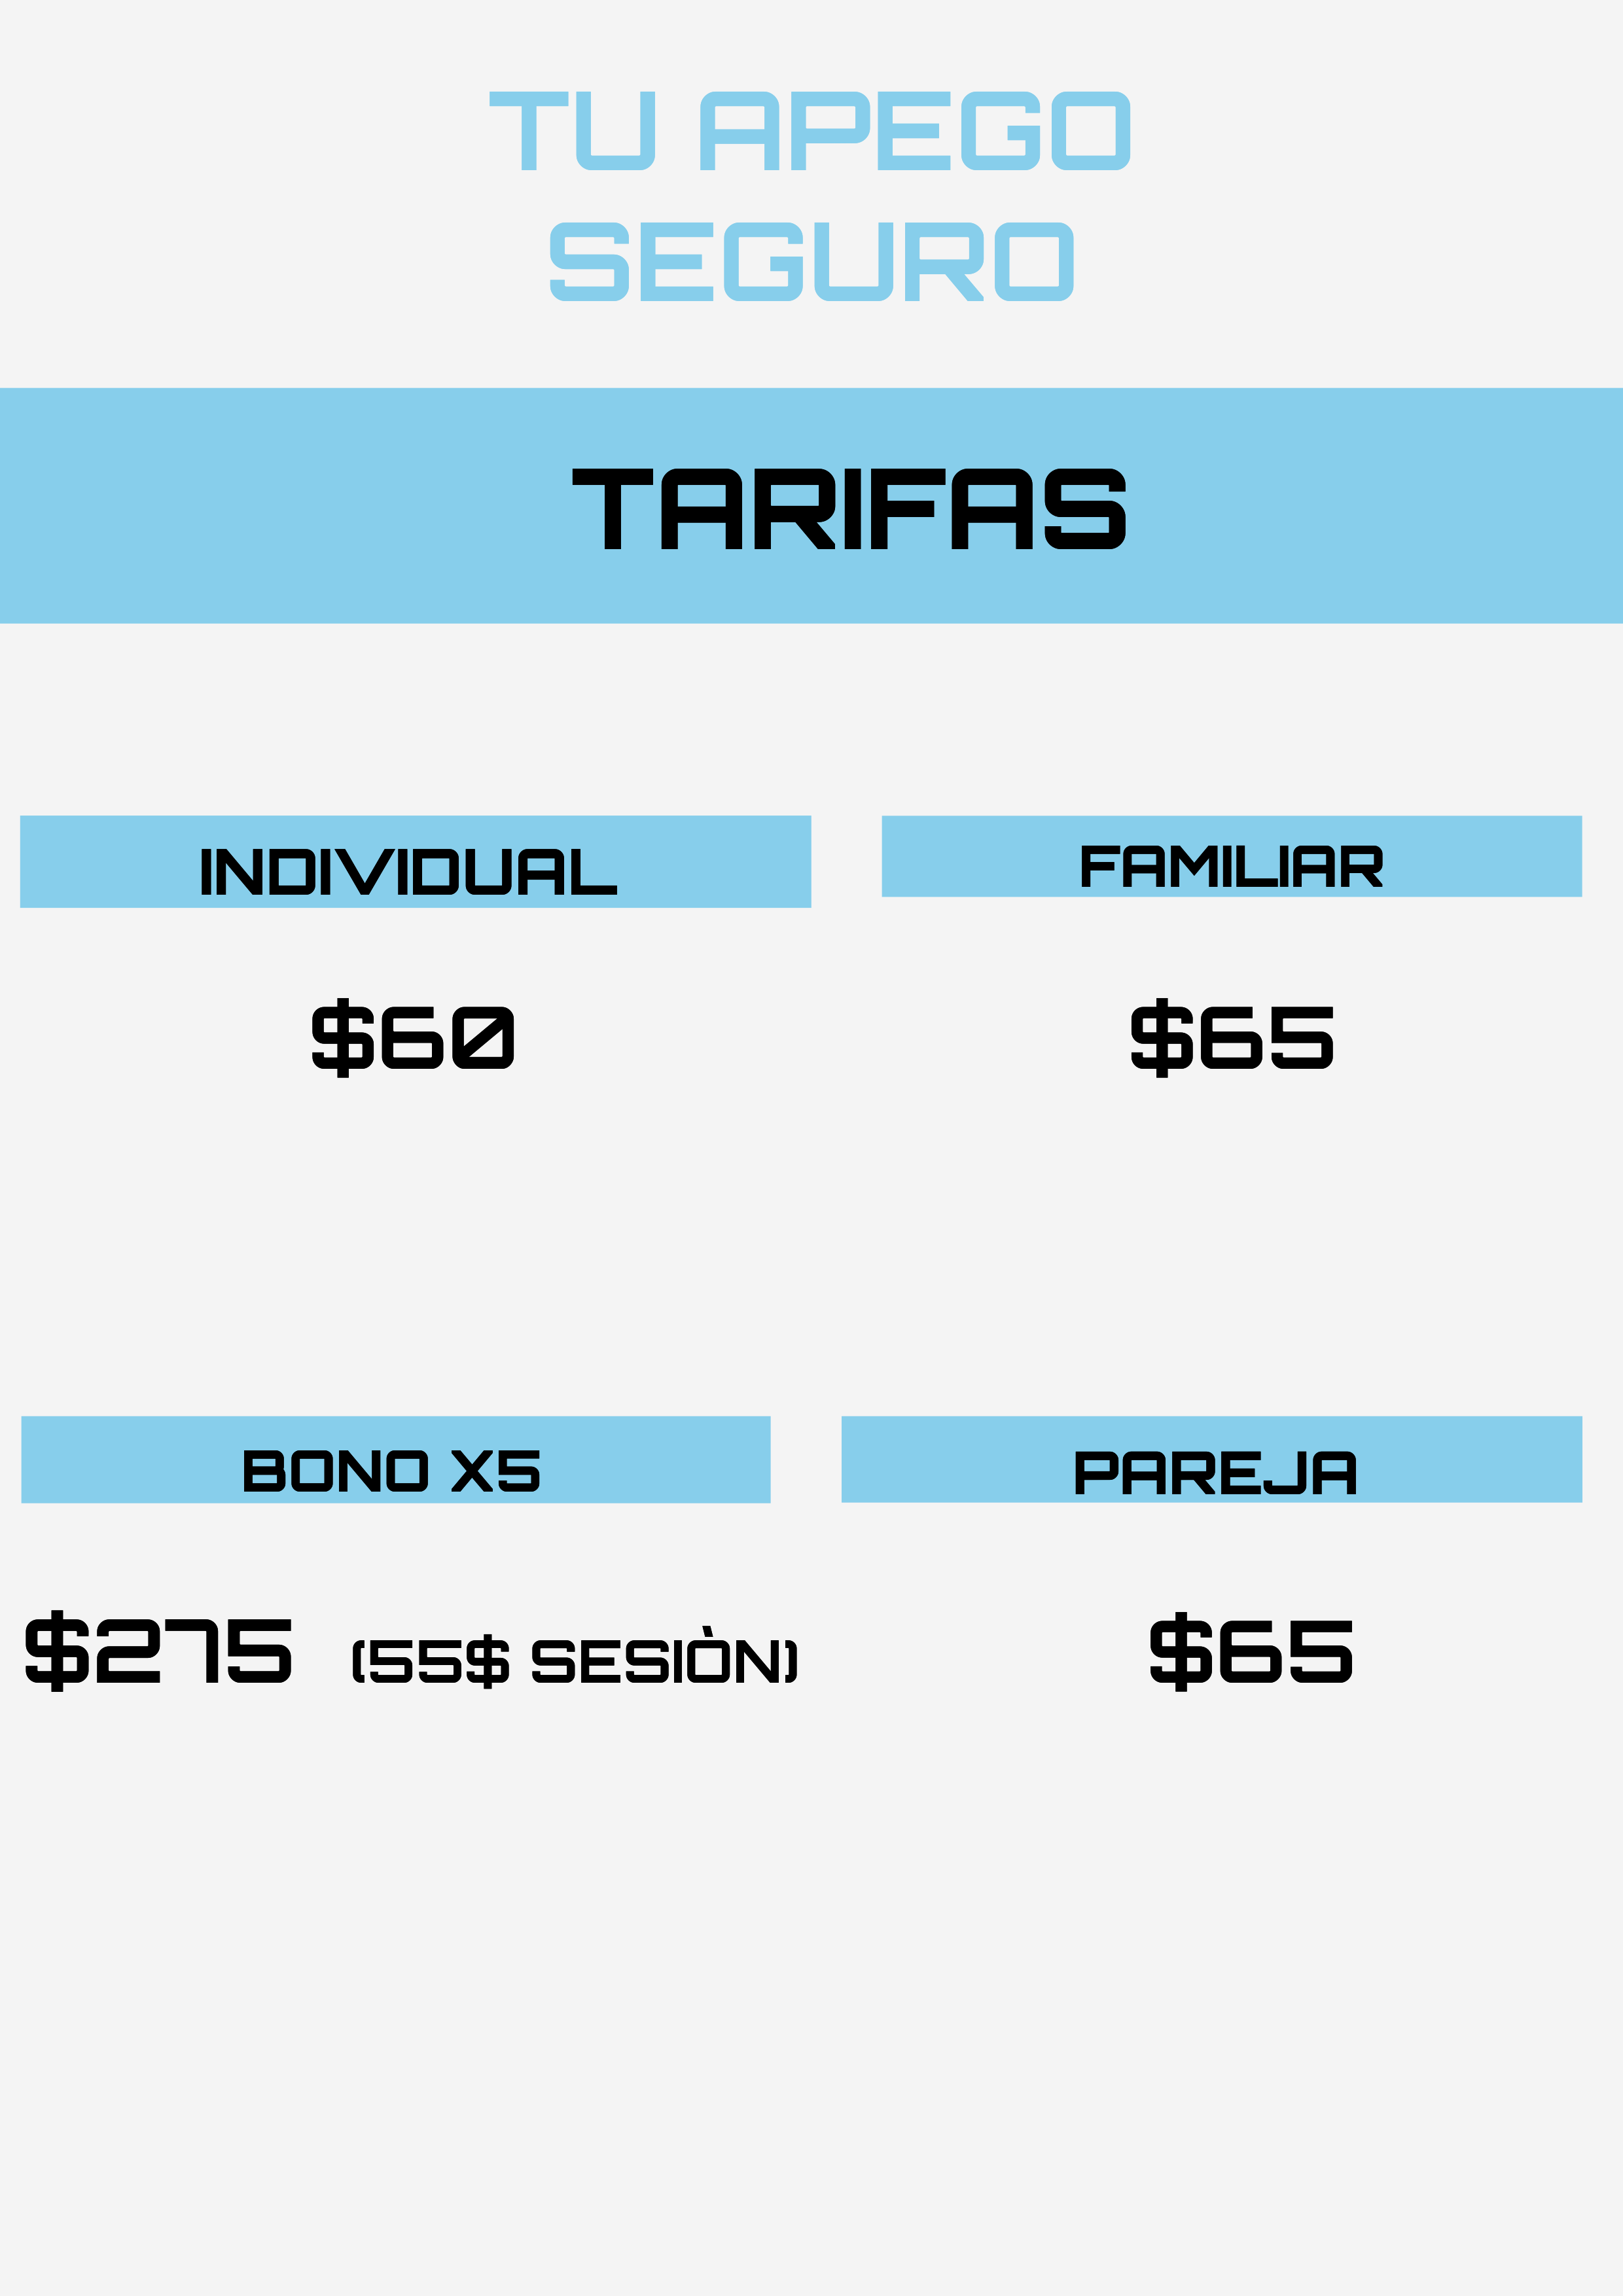 TU APEGO
SEGURO
TARIFAS
INDIVIDUAL
$60
FAMILIAR
$65
BONO X5
$275 (55$ SESIÒN)
PAREJA
$65